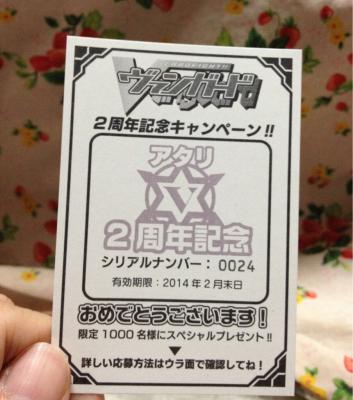 CARDFIGHT!!
ヴァンガード
2周年記念キャンペーン!!
アタリ
V
2周年記念
シリアルナンバー：0024
有効期限：2014年2月末日
おめでとうございます！
限定1000名様にスペシャルプレゼント!!
▼
詳しい応募方法はウラ面で確認してね！